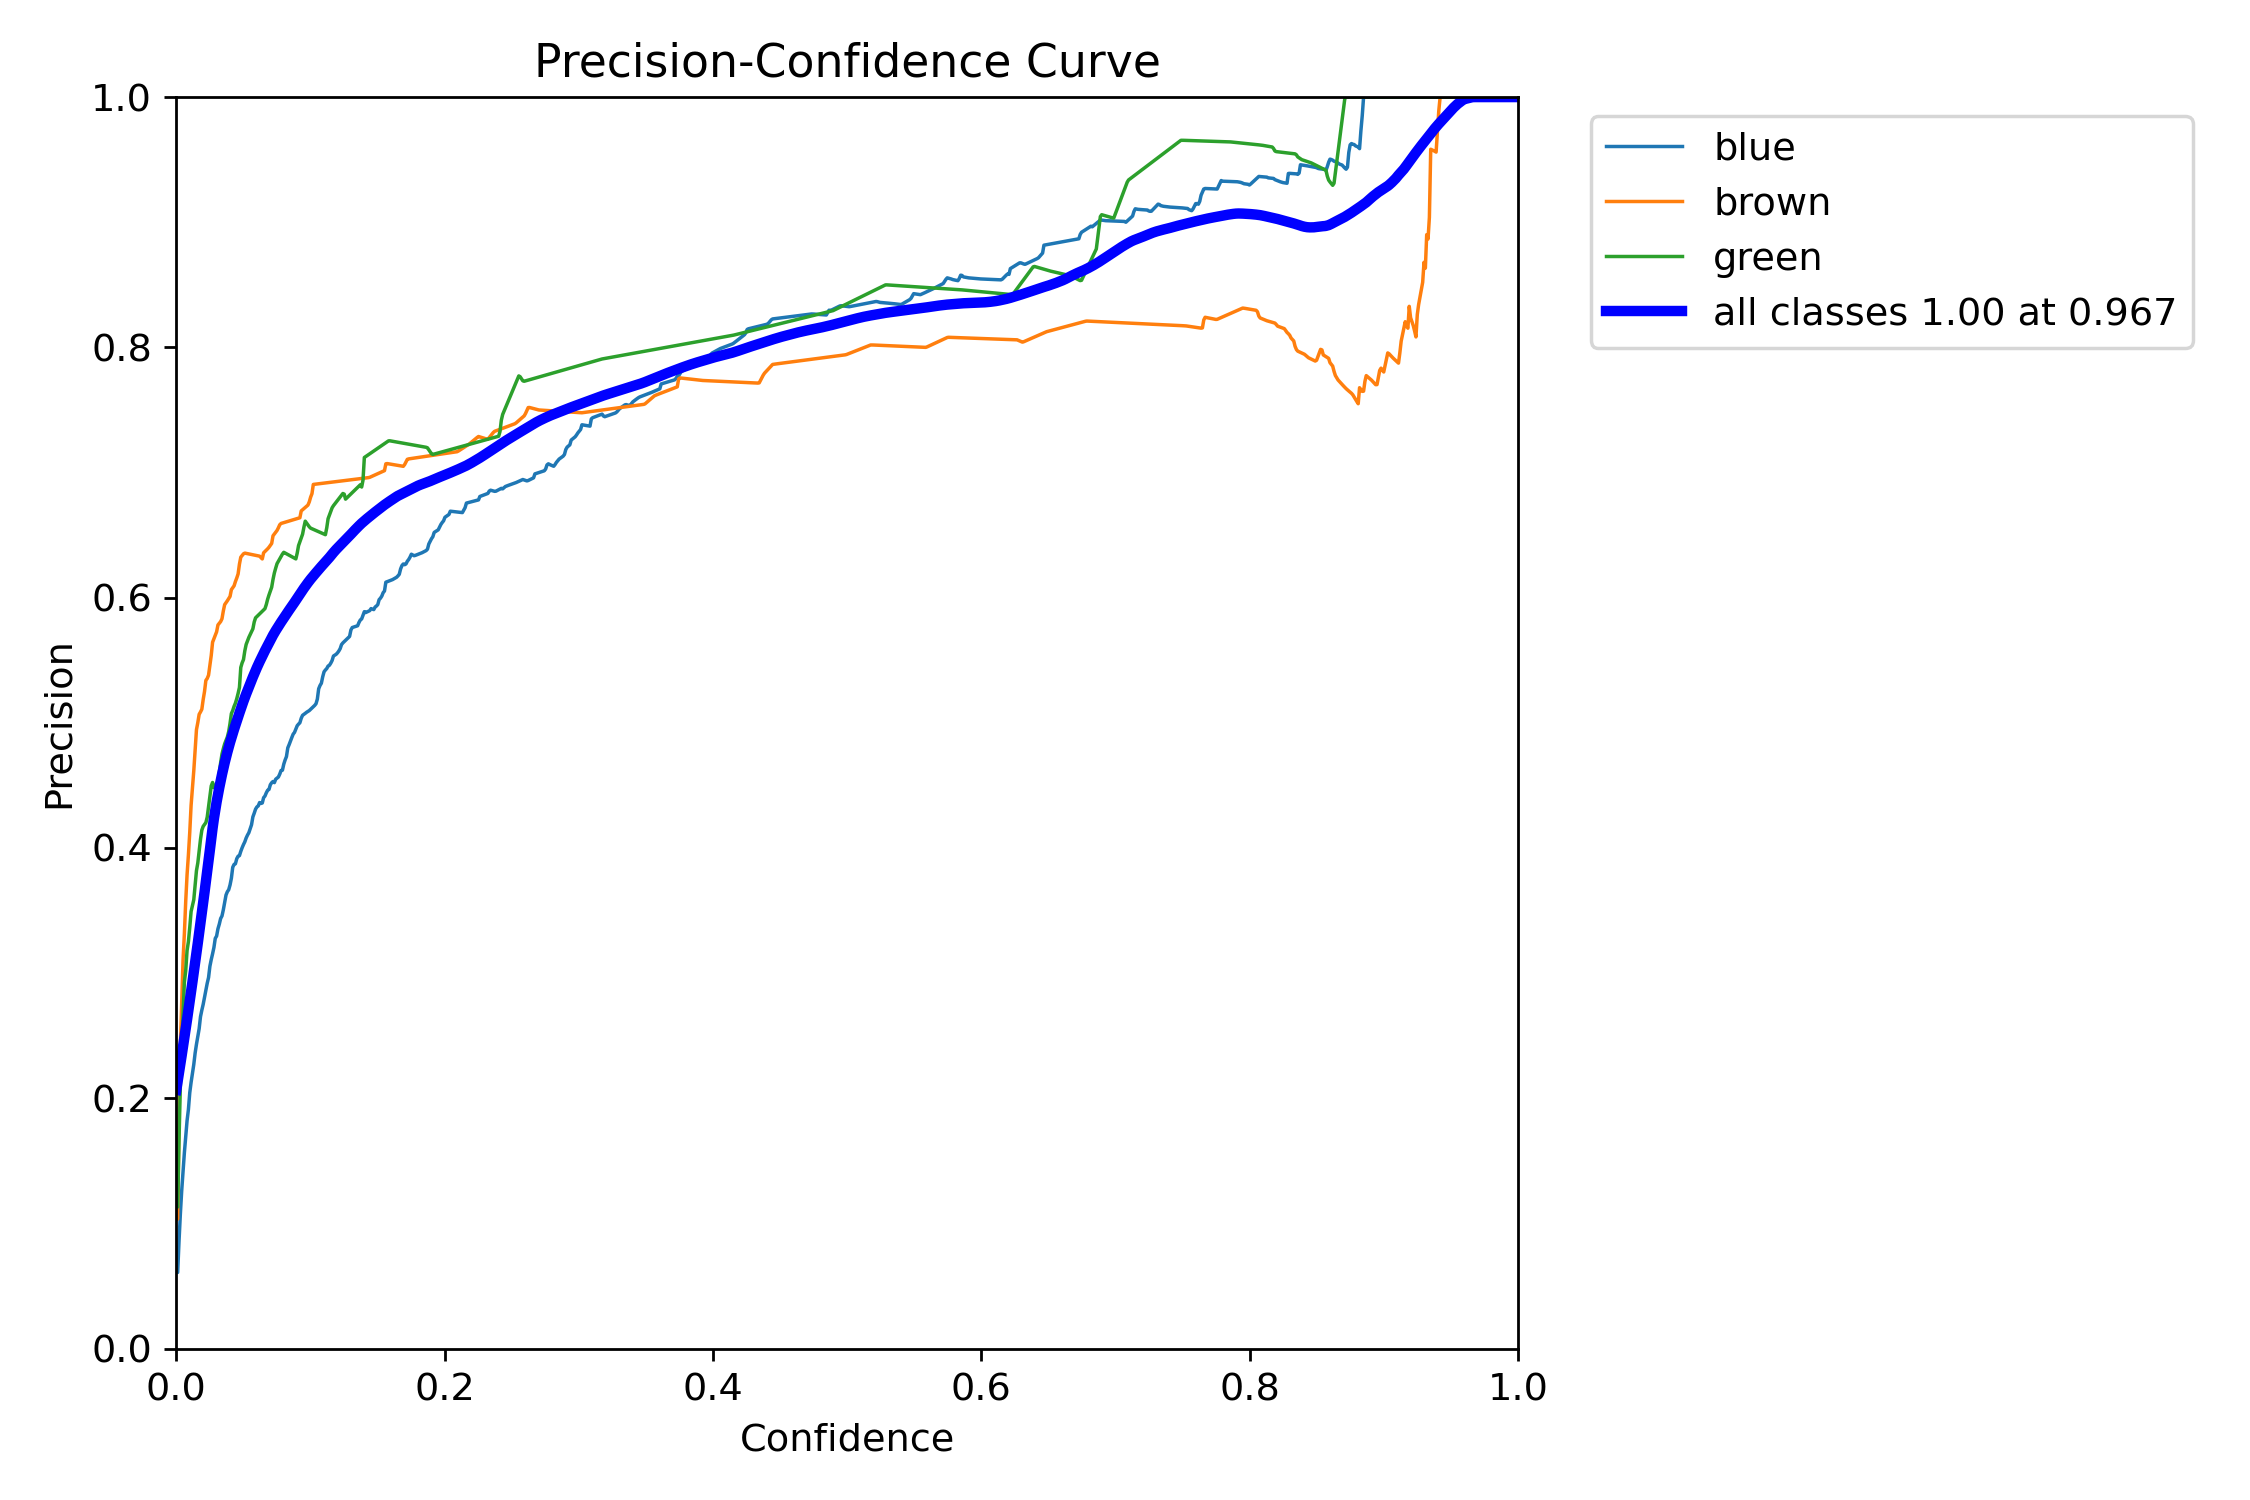 Precision-Confidence Curve
1.0
0.8
0.6
0.4
0.2
0.0
Precision
0.0 0.2 0.4 0.6 0.8 1.0
Confidence
blue
brown
green
all classes 1.00 at 0.967